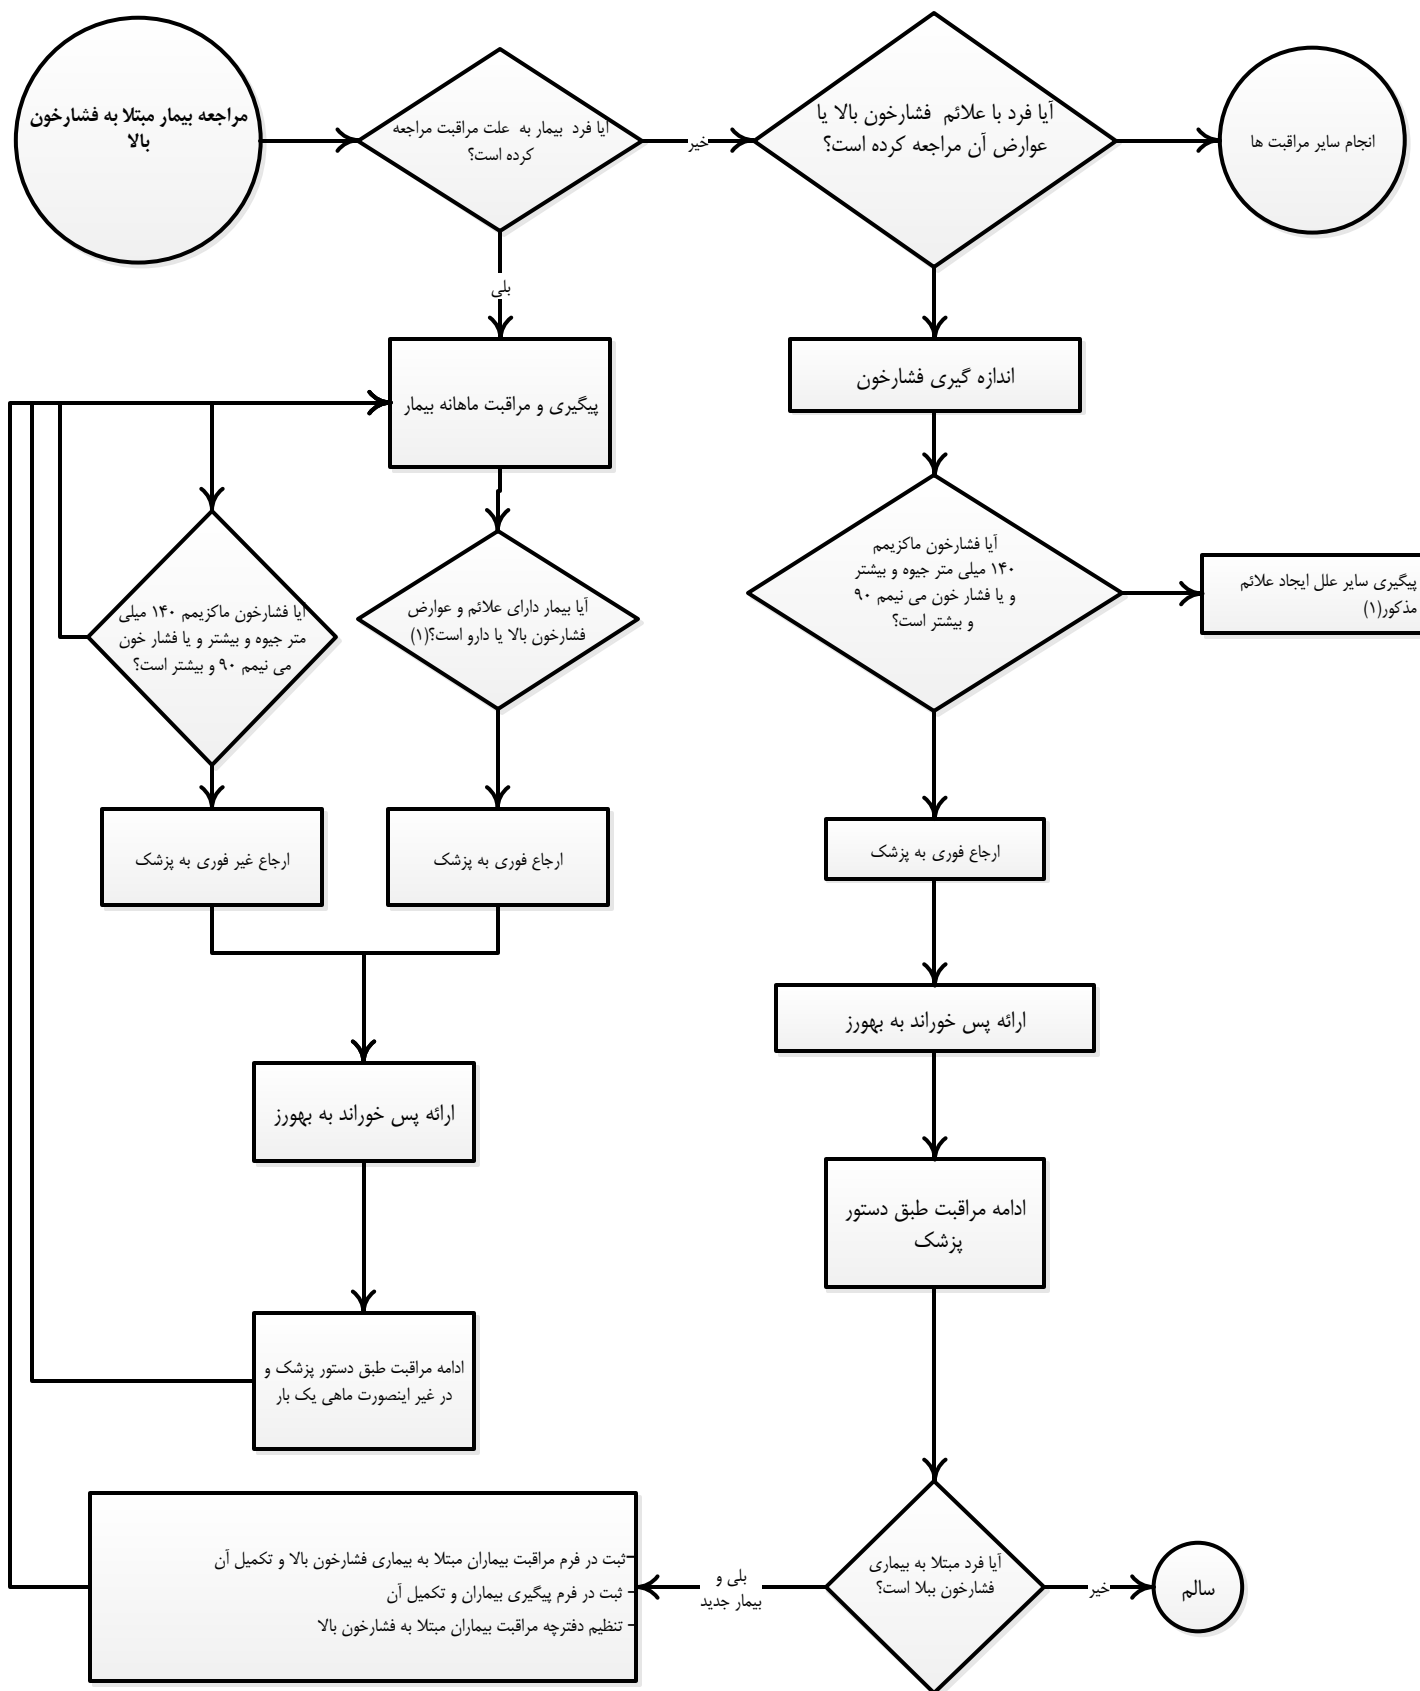 مراجعه بیمار مبتلا به فشارخون
بالا
آیا فرد بیمار به علت مراقبت مراجعه
کرده است؟
خیر
آیا فرد با علائم فشارخون بالا یا
عوارض آن مراجعه کرده است؟
انجام سایر مراقبت ها
بلی
پیگیری و مراقبت ماهانه بیمار
اندازه گیری فشارخون
آیا فشارخون ماکزیمم ۱۴۰ میلی
متر جیوه و بیشتر و یا فشار خون
می نیمم ۹۰ و بیشتر است؟
آیا بیمار دارای علائم و عوارض
فشارخون بالا یا دارو است؟(۱)
آیا فشارخون ماکزیمم
۱۴۰ میلی متر جیوه و بیشتر
و یا فشار خون می نیمم ۹۰
و بیشتر است؟
پیگیری سایر علل ایجاد علائم
مذکور(۱)
ارجاع غیر فوری به پزشک
ارجاع فوری به پزشک
ارجاع فوری به پزشک
ارائه پس خوراند به بهورز
ارائه پس خوراند به بهورز
ادامه مراقبت طبق دستور
پزشک
ادامه مراقبت طبق دستور پزشک و
در غیر اینصورت ماهی یک بار
-ثبت در فرم مراقبت بیماران مبتلا به بیماری فشارخون بالا و تکمیل آن
- ثبت در فرم پیگیری بیماران و تکمیل آن
- تنظیم دفترچه مراقبت بیماران مبتلا به فشارخون بالا
بلی و
بیمار جدید
آیا فرد مبتلا به بیماری
فشارخون ببلا است؟
خیر
سالم